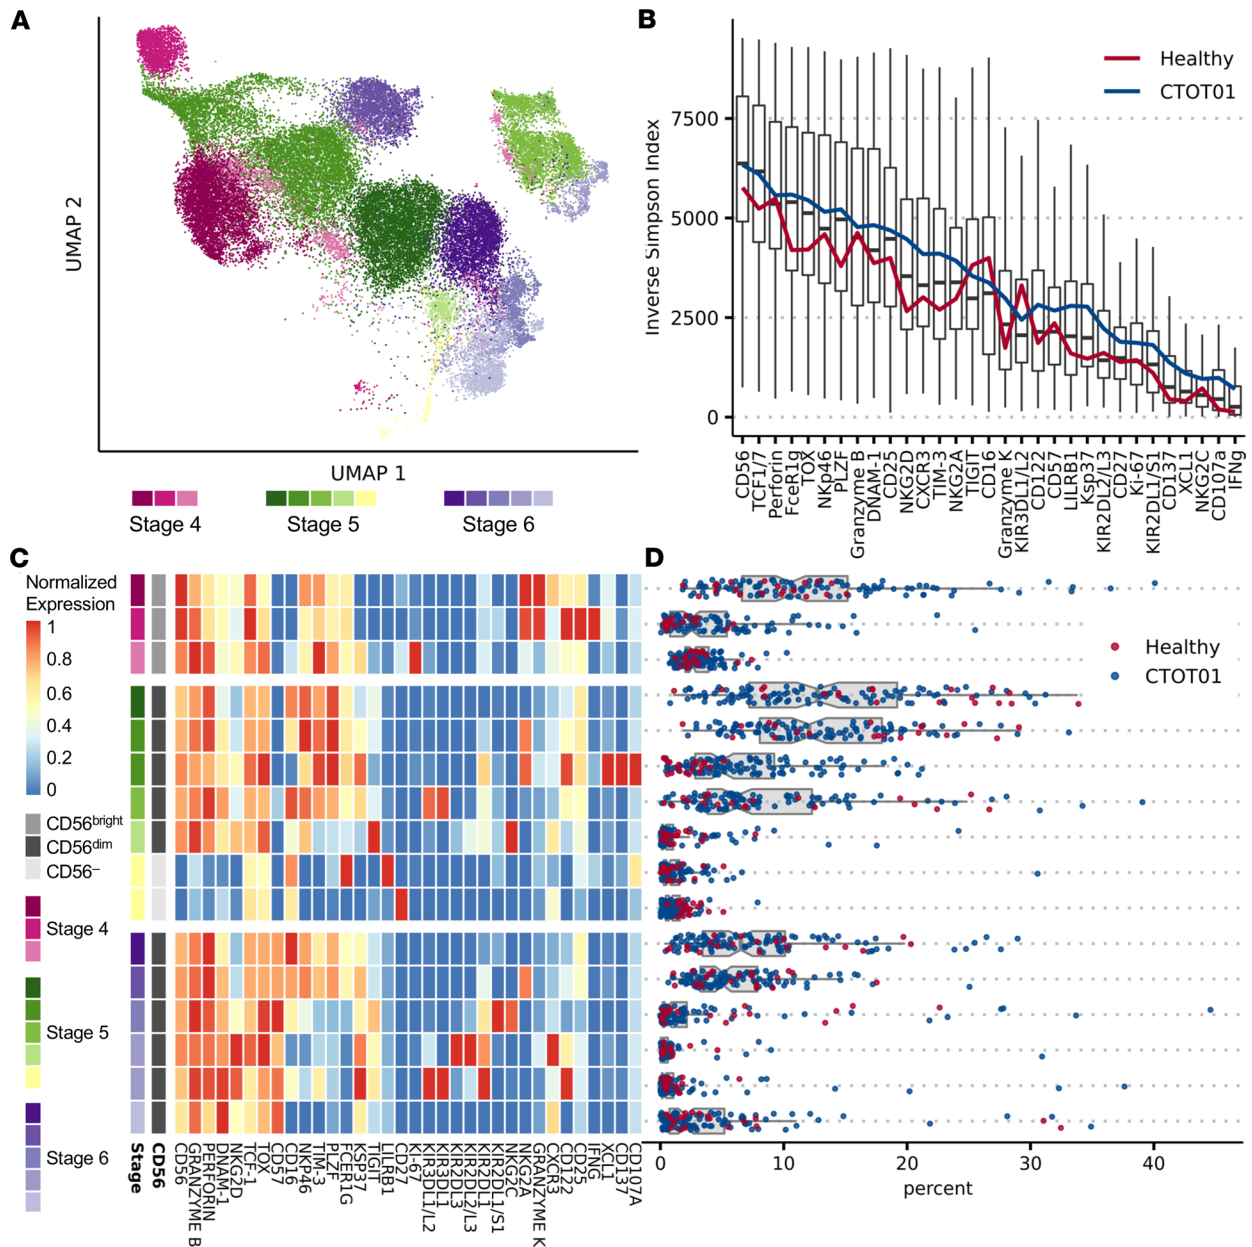 A
UMAP 2
UMAP 1
Stage 4
Stage 5
Stage 6
B
Inverse Simpson Index
7500
5000
2500
0
Healthy
CTOT01
CD56
TCF1/7
Perforin
FceR1g
TOX
NKp46
PLZF
Granzyme B
DNAM-1
CD25
NKG2D
CXCR3
TIM-3
NKG2A
TIGIT
CD16
Granzyme K
KIR3DL1/L2
CD122
CD57
LILRB1
Ksp37
KIR2DL2/L3
CD27
Ki-67
KIR2DL1/S1
CD137
XCL1
NKG2C
CD107a
IFNg
C
Normalized
Expression
1
0.8
0.6
0.4
0.2
0
CD56bright
CD56dim
CD56−
Stage 4
Stage 5
Stage 6
Stage
CD56
CD56
GRANZYME B
PERFORIN
DNAM-1
NKG2D
TCF-1
TOX
CD57
CD16
NKP46
TIM-3
PLZF
FCER1G
KSP37
TIGIT
LILRB1
CD27
KI-67
KIR3DL1/L2
KIR3DL1
KIR2DL3
KIR2DL2/L3
KIR2DL1
KIR2DL1/S1
NKG2C
NKG2A
GRANZYME K
CXCR3
CD122
CD25
IFNG
XCL1
CD137
CD107A
D
Healthy
CTOT01
0
10
20
30
40
percent